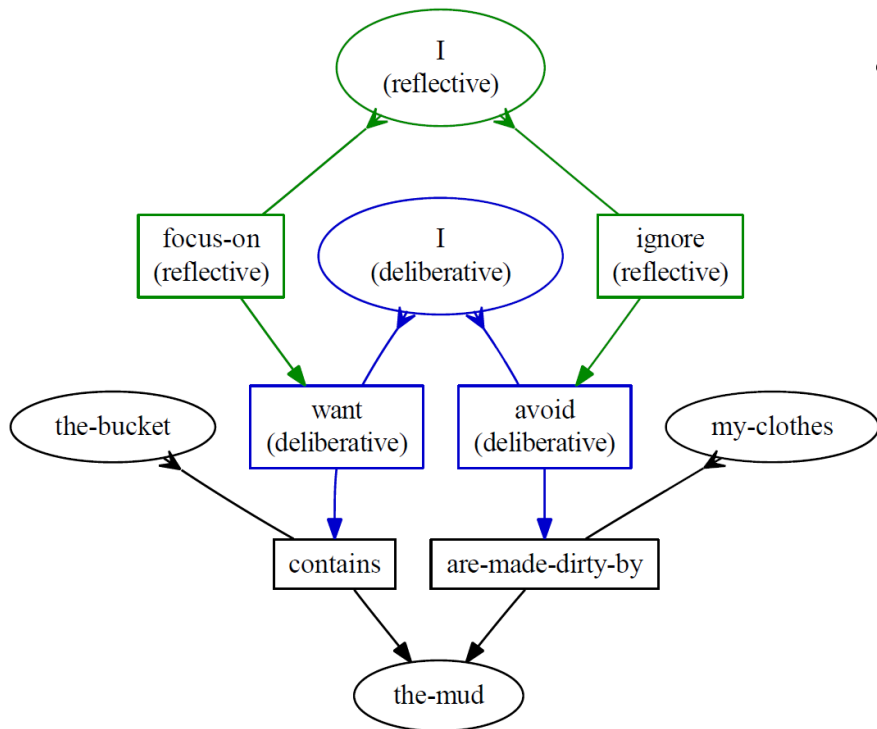 I
(reflective)
focus-on
(reflective)
I
(deliberative)
ignore
(reflective)
the-bucket
want
(deliberative)
avoid
(deliberative)
my-clothes
contains
are-made-dirty-by
the-mud